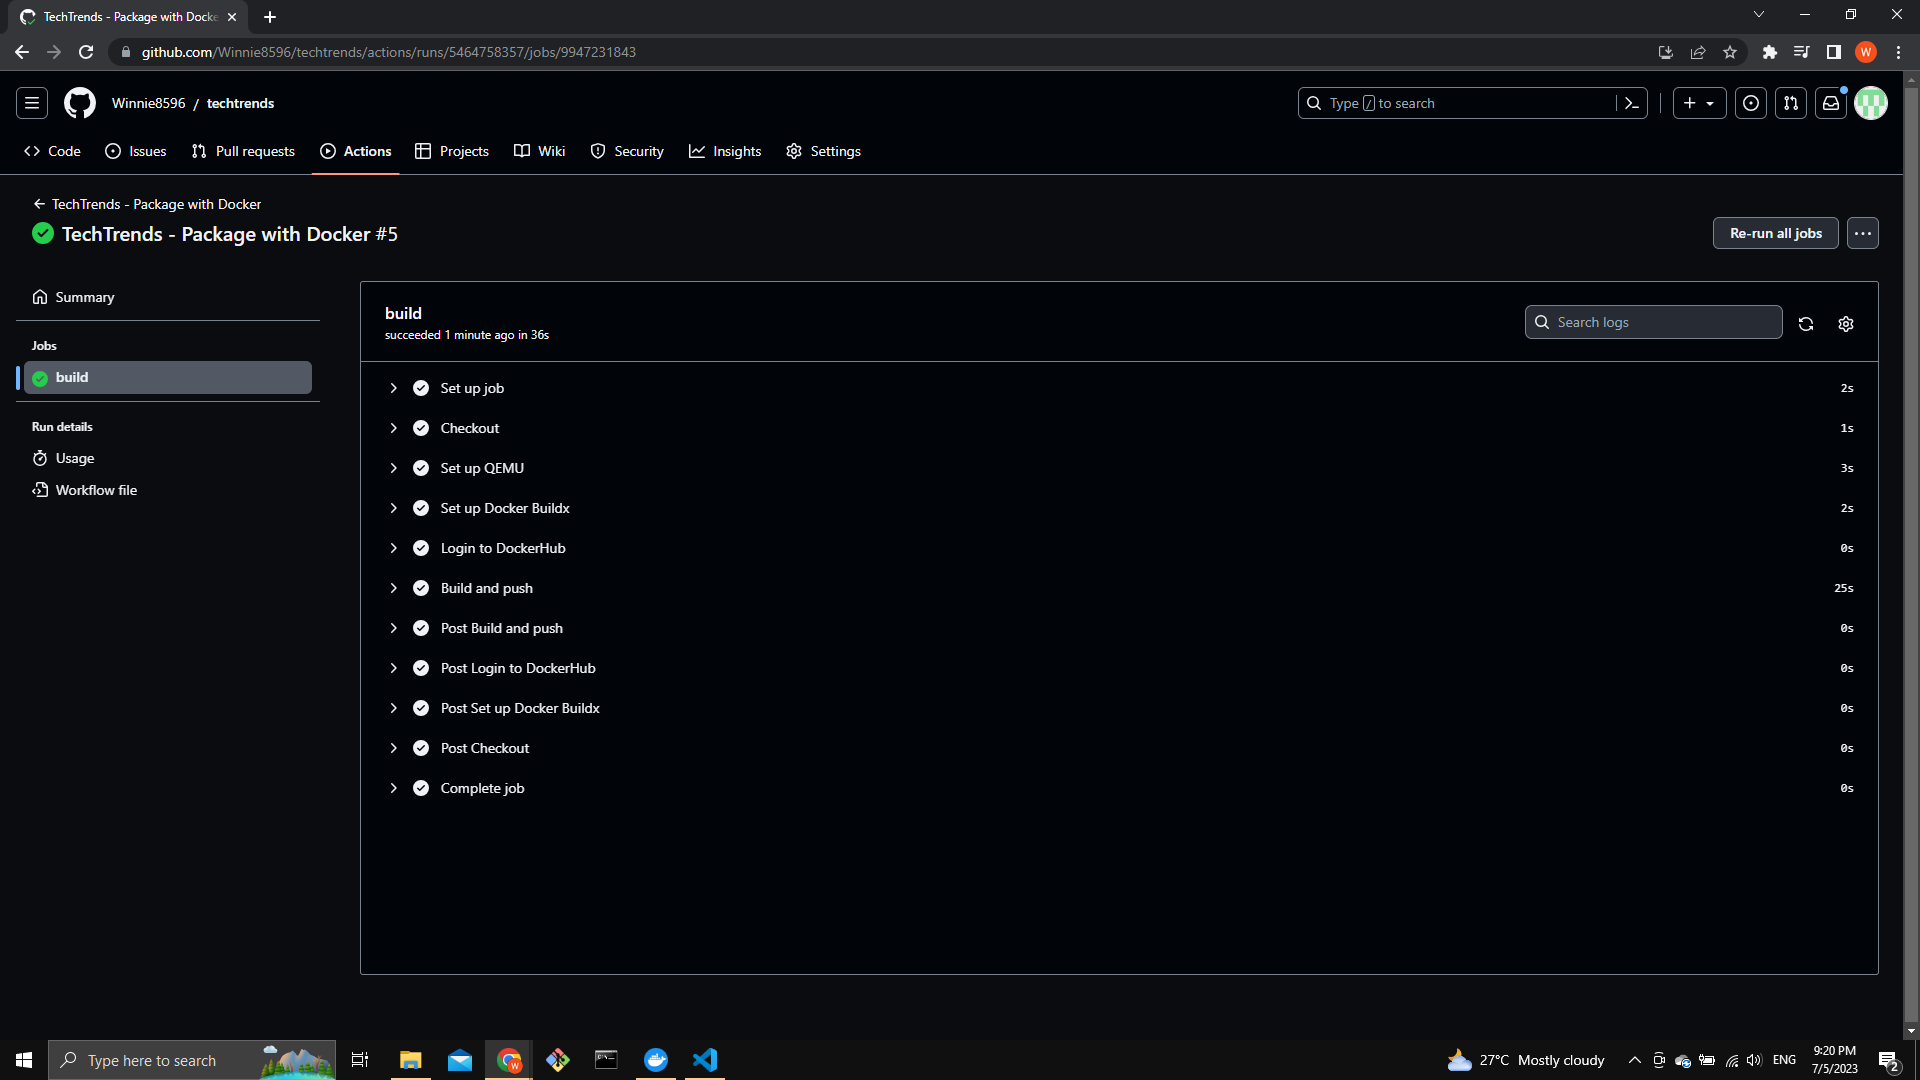 TechTrends - Package with Docke
github.com/Winnie8596/techtrends/actions/runs/5464758357/jobs/9947231843
W
Winnie8596 / techtrends
Type / to search
Code Issues Pull requests Actions Projects Wiki Security Insights Settings
TechTrends - Package with Docker
TechTrends - Package with Docker #5
Re-run all jobs
Summary
Jobs
build
Run details
Usage
Workflow file
build
succeeded 1 minute ago in 36s
Search logs
Set up job 2s
Checkout 1s
Set up QEMU 3s
Set up Docker Buildx 2s
Login to DockerHub 0s
Build and push 25s
Post Build and push 0s
Post Login to DockerHub 0s
Post Set up Docker Buildx 0s
Post Checkout 0s
Complete job 0s
Type here to search
W
27°C Mostly cloudy
ENG
9:20 PM
7/5/2023
2